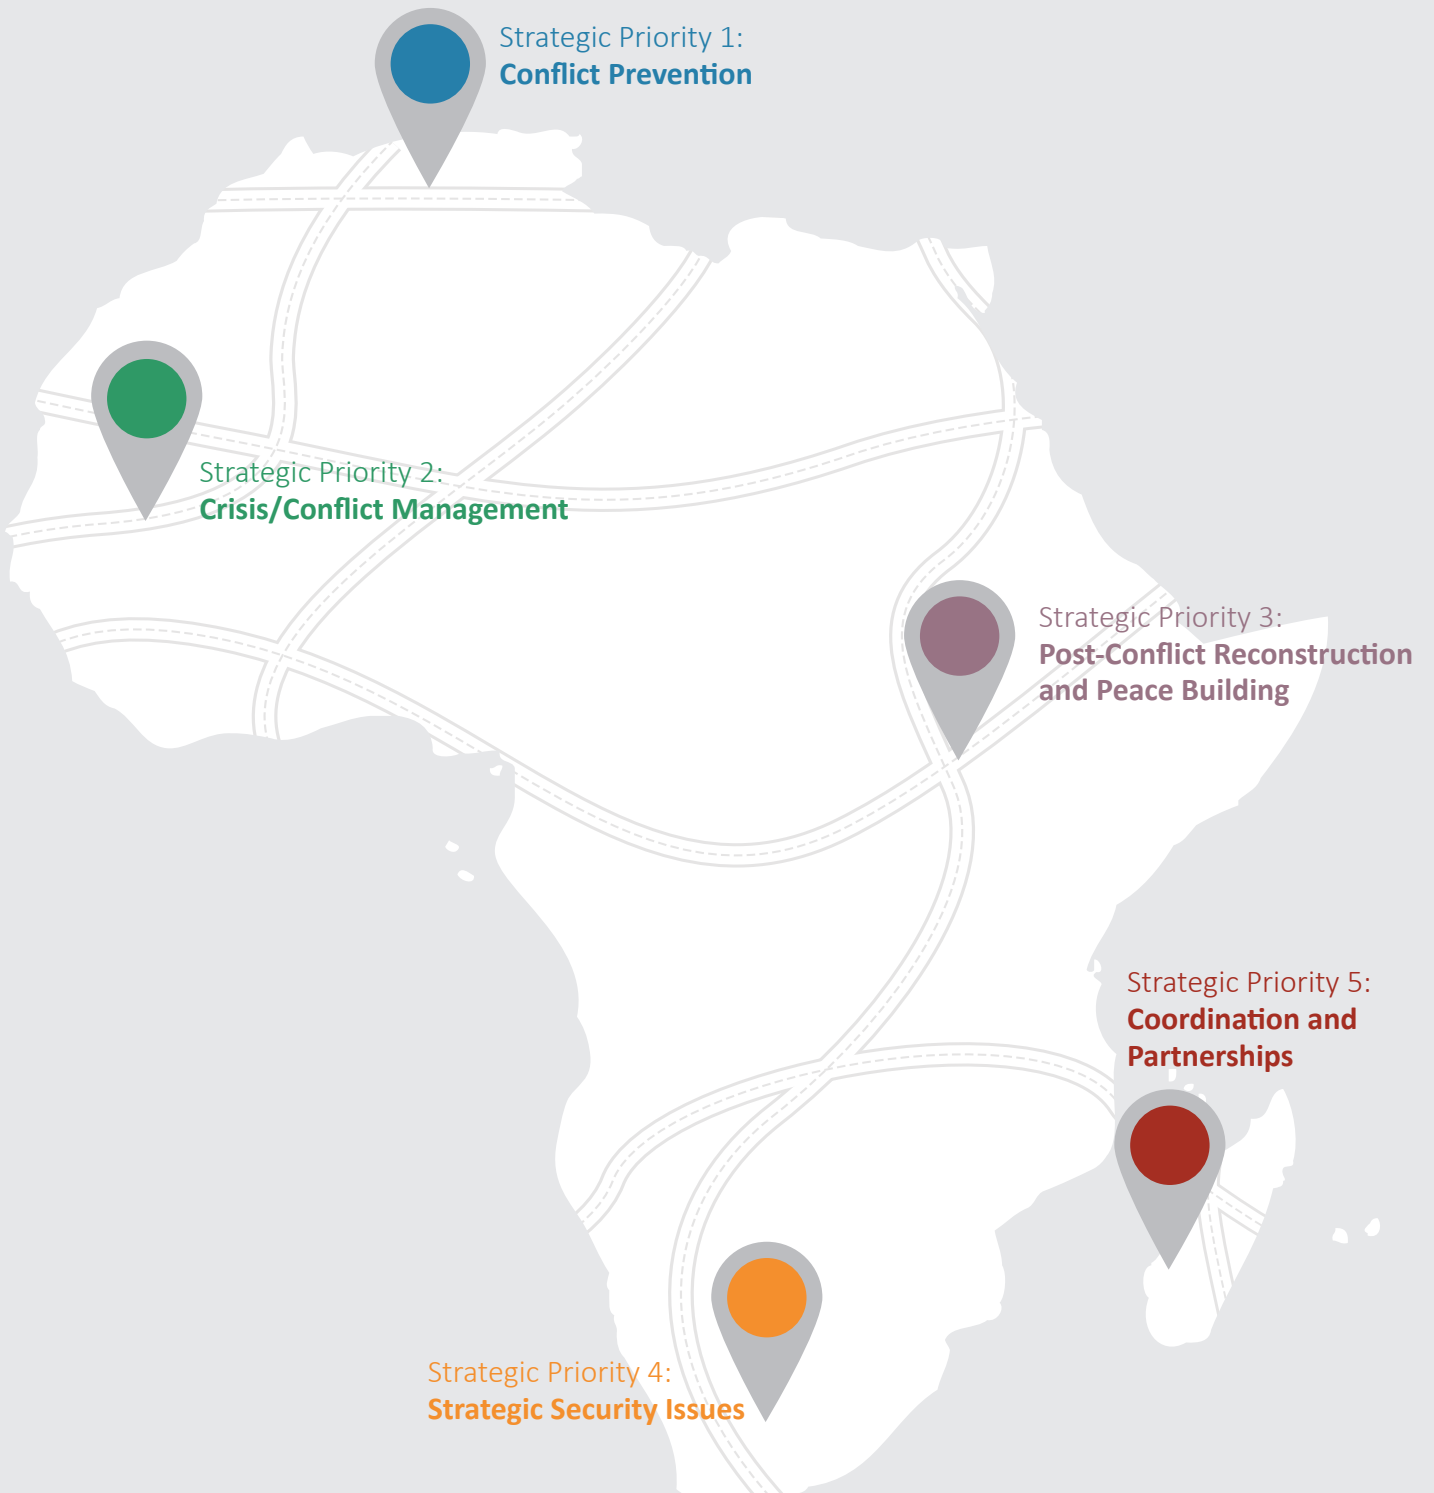 Strategic Priority 1:
Conflict Prevention
Strategic Priority 2:
Crisis/Conflict Management
Strategic Priority 3:
Post-Conflict Reconstruction
and Peace Building
Strategic Priority 5:
Coordination and
Partnerships
Strategic Priority 4:
Strategic Security Issues